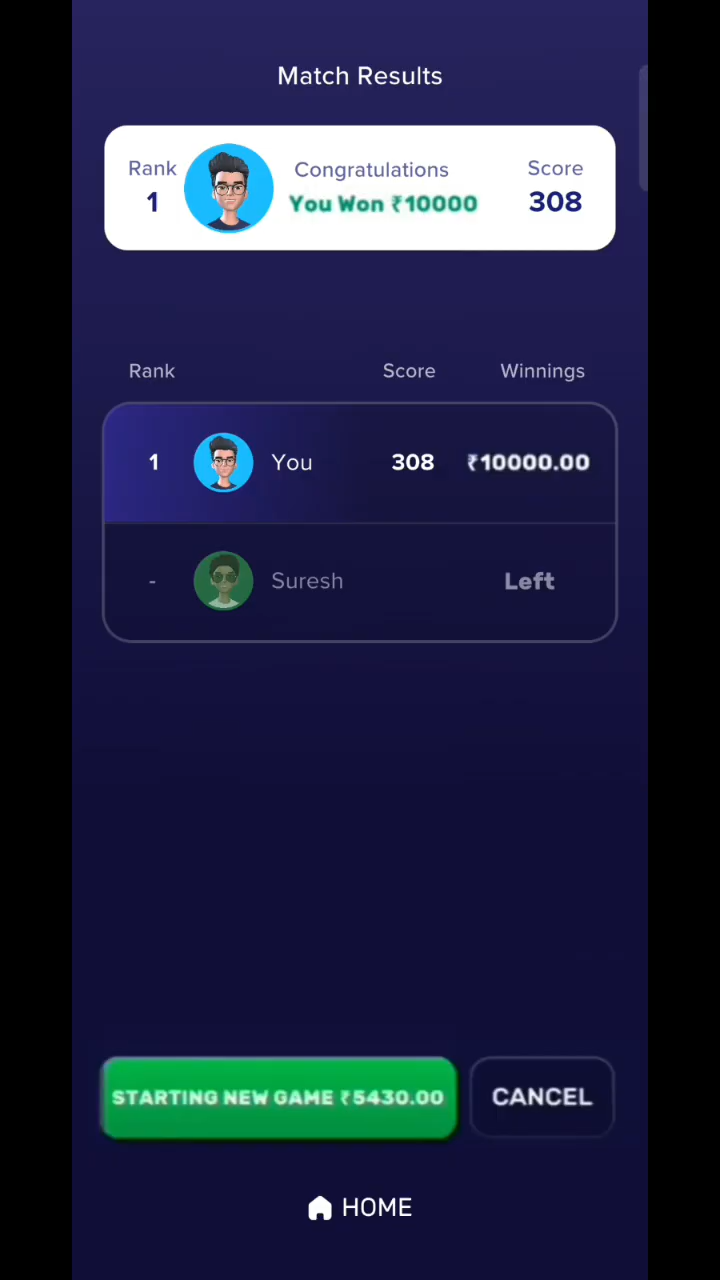 Match Results
Rank Congratulations Score
1 You Won ₹10000 308
Rank Score Winnings
1 You 308 ₹10000.00
- Suresh Left
STARTING NEW GAME ₹5430.00 CANCEL
HOME